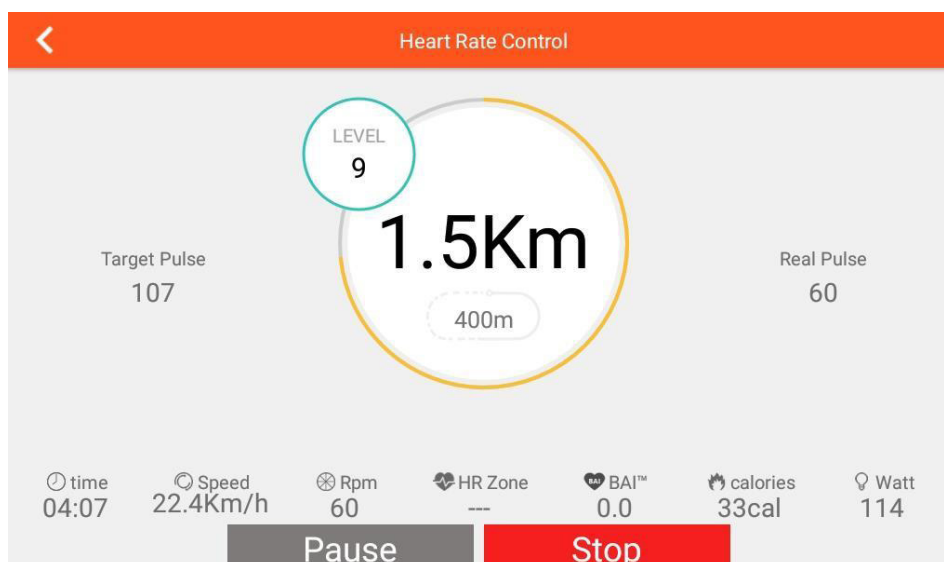 Heart Rate Control
LEVEL
9
1.5Km
400m
Target Pulse
107
Real Pulse
60
time
04:07
Speed
22.4Km/h
Rpm
60
HR Zone
---
BAI BAI™
0.0
calories
33cal
Watt
114
Pause
Stop